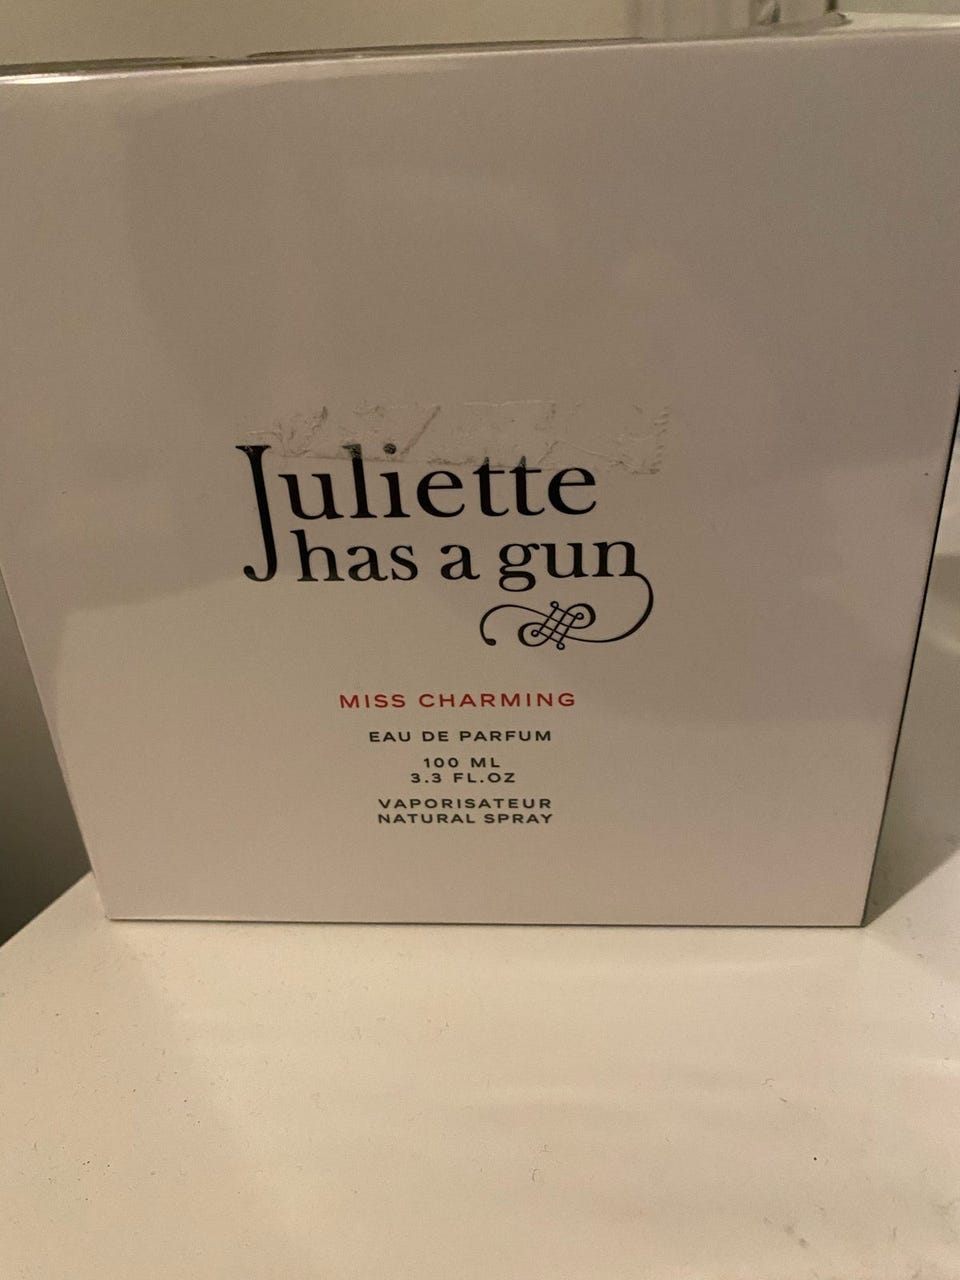 Juliette
has a gun
MISS CHARMING
EAU DE PARFUM
100 ML
3.3 FL.OZ
VAPORISATEUR
NATURAL SPRAY